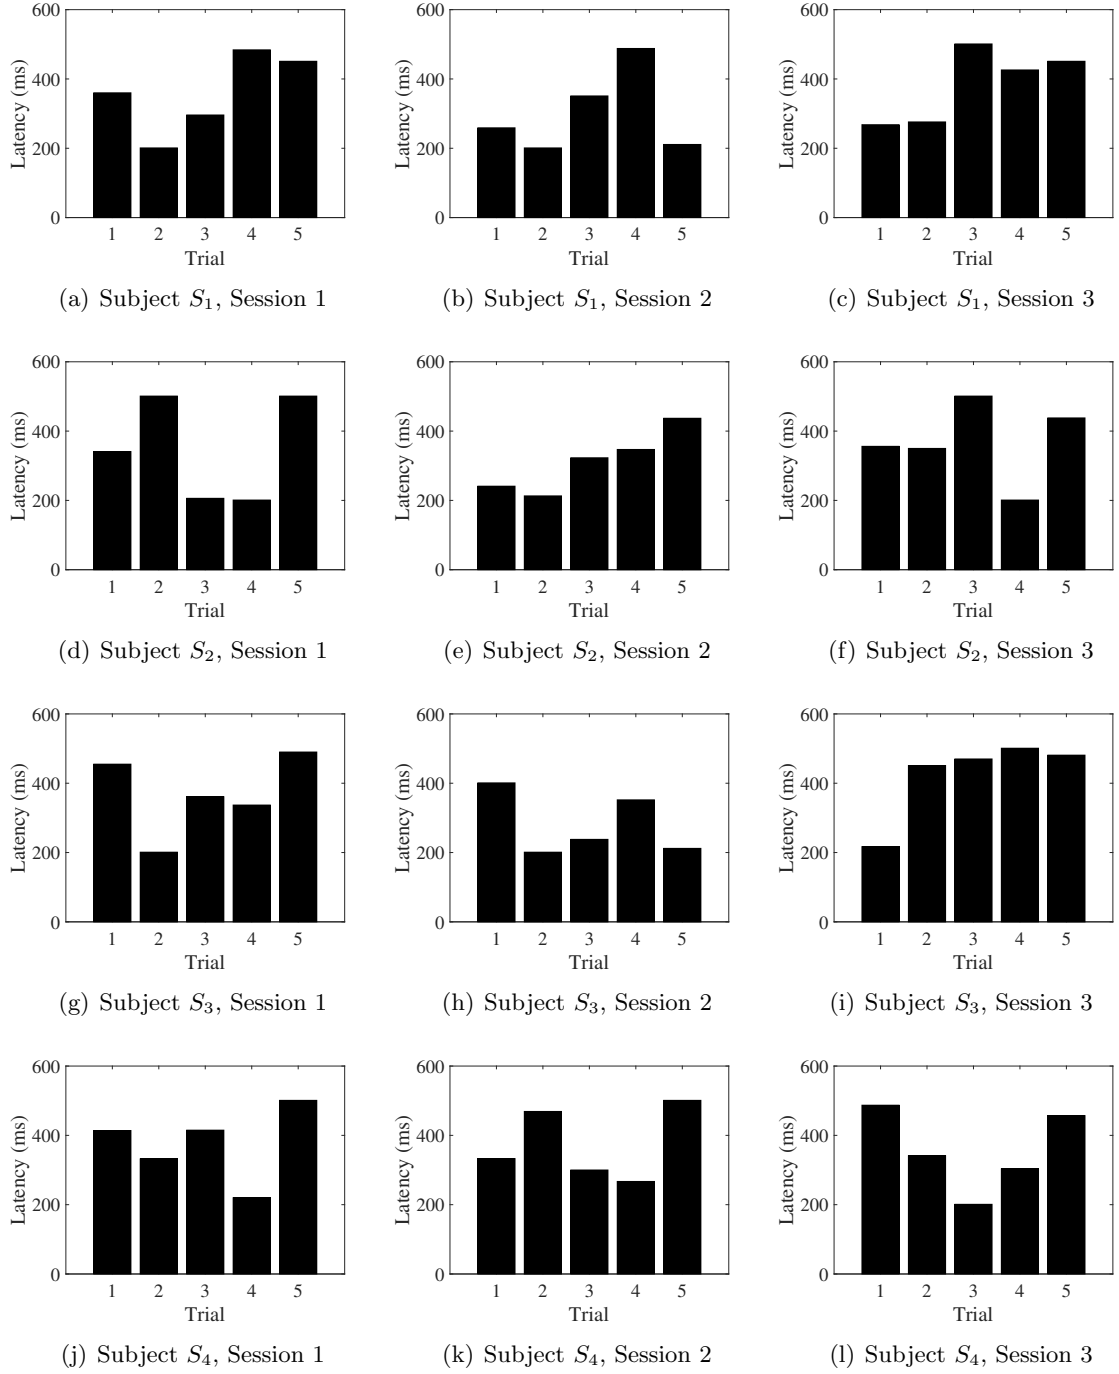 600
400
200
0
Latency (ms)
1 2 3 4 5
Trial
(a) Subject S1, Session 1
600
400
200
0
Latency (ms)
1 2 3 4 5
Trial
(b) Subject S1, Session 2
600
400
200
0
Latency (ms)
1 2 3 4 5
Trial
(c) Subject S1, Session 3
600
400
200
0
Latency (ms)
1 2 3 4 5
Trial
(d) Subject S2, Session 1
600
400
200
0
Latency (ms)
1 2 3 4 5
Trial
(e) Subject S2, Session 2
600
400
200
0
Latency (ms)
1 2 3 4 5
Trial
(f) Subject S2, Session 3
600
400
200
0
Latency (ms)
1 2 3 4 5
Trial
(g) Subject S3, Session 1
600
400
200
0
Latency (ms)
1 2 3 4 5
Trial
(h) Subject S3, Session 2
600
400
200
0
Latency (ms)
1 2 3 4 5
Trial
(i) Subject S3, Session 3
600
400
200
0
Latency (ms)
1 2 3 4 5
Trial
(j) Subject S4, Session 1
600
400
200
0
Latency (ms)
1 2 3 4 5
Trial
(k) Subject S4, Session 2
600
400
200
0
Latency (ms)
1 2 3 4 5
Trial
(l) Subject S4, Session 3